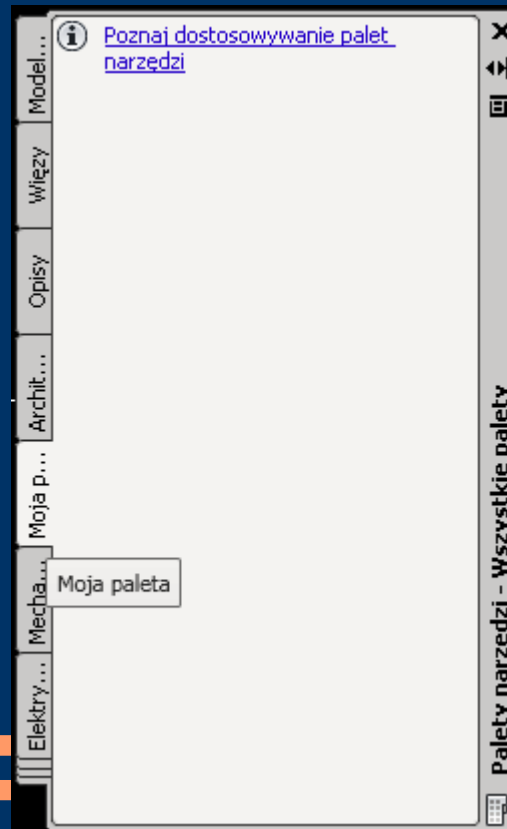 Poznaj dostosowywanie palet
narzędzi
Model...
Więzy
Opisy
Archit...
Moja p...
Mecha...
Elektry...
Moja paleta
Palety narzędzi - Wszystkie palety